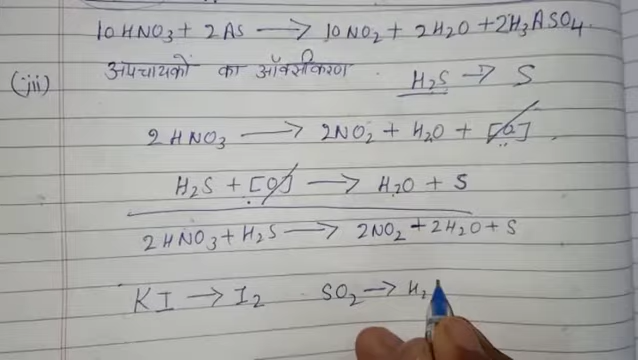 10HNO3 + 2As → 10NO2 + 2H2O + 2H3ASO4.
(iii) अपचायकों का ऑक्सीकरण. H2S → S
2HNO3 → 2NO2 + H2O + [O].
H2S + [O] → H2O + S
2HNO3 + H2S → 2NO2 + 2H2O + S
KI → I2 SO2 → H2